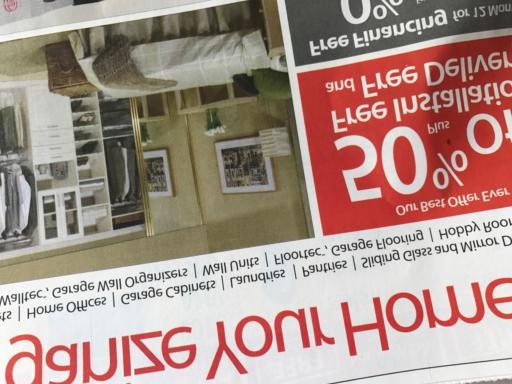 ganize Your Home
ts | Home Offices | Garage Cabinets | Laundries | Pantries | Sliding Glass and Mirror D
Walltec, Garage Wall Organizers | Wall Units | Floortec, Garage Flooring | Hobby Roo
Our Best Offer Ever
50% Of
Plus
Free Installatio
and Free Deliver
Free Financing for 12 Mon
0%